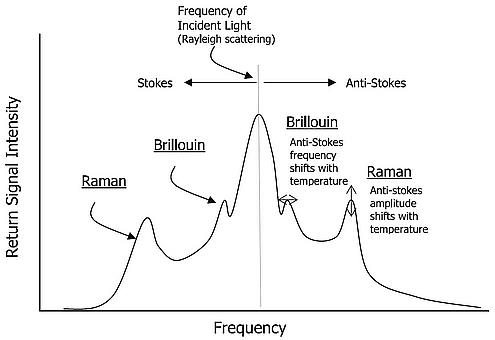 Frequency of
Incident Light
(Rayleigh scattering)
Stokes
Anti-Stokes
Brillouin
Anti-Stokes
frequency
shifts with
temperature
Brillouin
Raman
Anti-stokes
amplitude
shifts with
temperature
Raman
Return Signal Intensity
Frequency